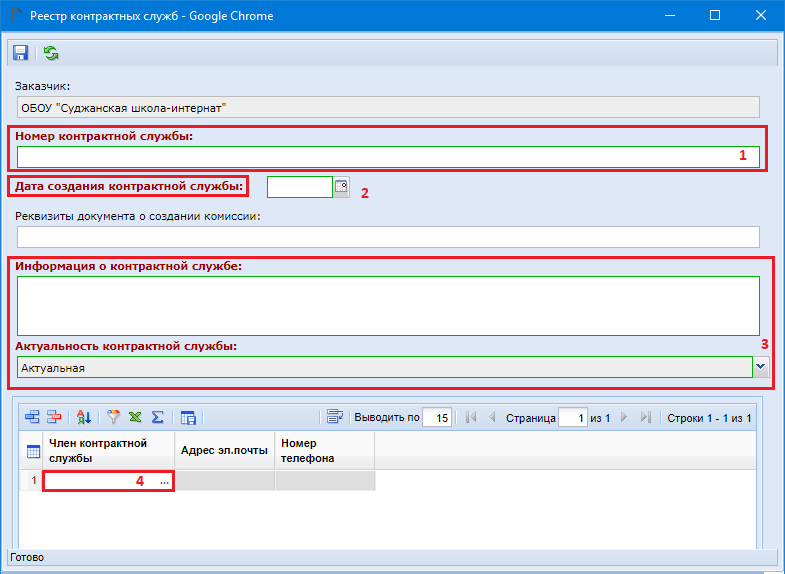 Реестр контрактных служб - Google Chrome
Заказчик:
ОБОУ "Суджанская школа-интернат"
Номер контрактной службы:
1
Дата создания контрактной службы:
2
Реквизиты документа о создании комиссии:
Информация о контрактной службе:
Актуальность контрактной службы:
3
Актуальная
Выводить по 15 Страница 1 из 1 Строки 1 - 1 из 1
Член контрактной службы Адрес эл.почты Номер телефона
1 4 ...
Готово